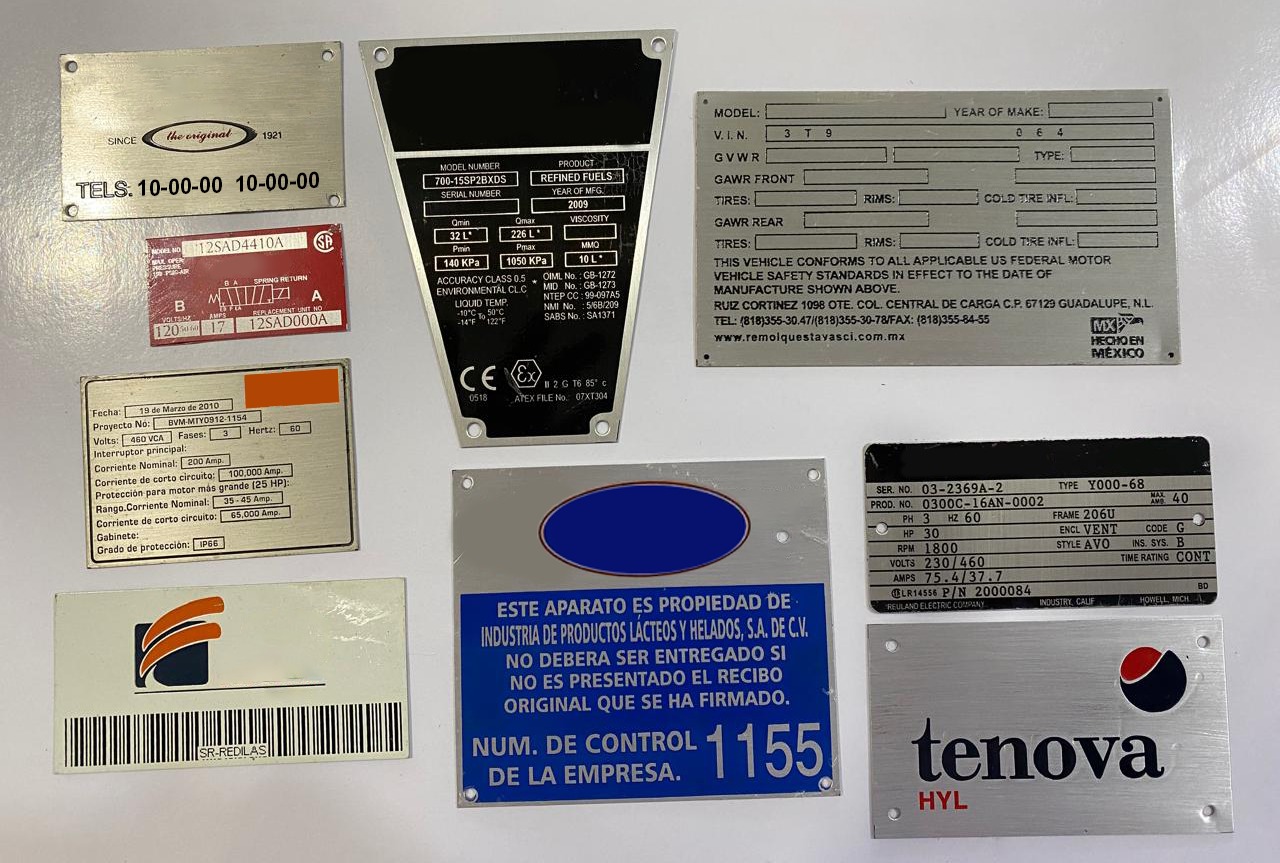 SINCE the original 1921
TELS. 10-00-00 10-00-00
MODEL NO. 12SAD4410A
MAX. OPER.
PRESSURE
SPRING RETURN
B A
B A
VOLTS/HZ AMPS REPLACEMENT UNIT NO
120 50-60 17 12SAD000A
Fecha: 19 de Marzo de 2010
Proyecto Nó: BVM-MTY0912-1154
Volts: 460 VCA Fases: 3 Hertz: 60
Interruptor principal:
Corriente Nominal: 200 Amp.
Corriente de corto circuito: 100,000 Amp.
Protección para motor más grande (25 HP):
Rango.Corriente Nominal: 35 - 45 Amp.
Corriente de corto circuito: 65,000 Amp.
Gabinete:
Grado de protección: IP66
SR-REDILAS
MODEL NUMBER PRODUCT
700-15SP2BXDS REFINED FUELS
SERIAL NUMBER YEAR OF MFG.
2009
Qmin Qmax VISCOSITY
32 L* 226 L*
Pmin Pmax MMQ
140 KPa 1050 KPa 10 L*
ACCURACY CLASS 0.5
ENVIRONMENTAL CL.C *
LIQUID TEMP.
-10°C To 50°C
-14°F 122°F
OIML No. : GB-1272
MID No. : GB-1273
NTEP CC : 99-097A5
NMI No. : 5/6B/209
SABS No. : SA1371
CE Ex II 2 G T6 85° c
0518 ATEX FILE No.: 07XT304
ESTE APARATO ES PROPIEDAD DE
INDUSTRIA DE PRODUCTOS LÁCTEOS Y HELADOS, S.A. DE C.V.
NO DEBERA SER ENTREGADO SI
NO ES PRESENTADO EL RECIBO
ORIGINAL QUE SE HA FIRMADO.
NUM. DE CONTROL
DE LA EMPRESA. 1155
MODEL: YEAR OF MAKE:
V.I.N. 3 T 9 0 6 4
GVWR TYPE:
GAWR FRONT
TIRES: RIMS: COLD TIRE INFL:
GAWR REAR
TIRES: RIMS: COLD TIRE INFL:
THIS VEHICLE CONFORMS TO ALL APPLICABLE US FEDERAL MOTOR
VEHICLE SAFETY STANDARDS IN EFFECT TO THE DATE OF
MANUFACTURE SHOWN ABOVE.
RUIZ CORTINEZ 1098 OTE. COL. CENTRAL DE CARGA C.P. 67129 GUADALUPE, N.L.
TEL: (818)355-30.47/(818)355-30-78/FAX: (818)355-84-55
www.remolquestavasci.com.mx
MX
HECHO EN
MÉXICO
SER. NO. 03-2369A-2 TYPE Y000-68
PROD. NO. 0300C-16AN-0002 MAX. AMB. 40
PH 3 HZ 60 FRAME 206U
HP 30 ENCL VENT CODE G
RPM 1800 STYLE AVO INS. SYS. B
VOLTS 230/460 TIME RATING CONT
AMPS 75.4/37.7
LR14556 P/N 2000084 BD
REULAND ELECTRIC COMPANY INDUSTRY, CALIF HOWELL, MICH.
tenova
HYL